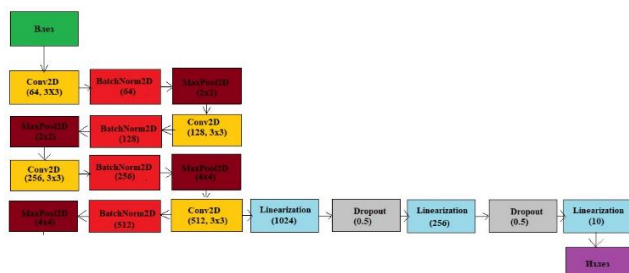 Влез
Conv2D
(64, 3X3)
BatchNorm2D
(64)
MaxPool2D
(2x2)
MaxPool2D
(2x2)
BatchNorm2D
(128)
Conv2D
(128, 3x3)
Conv2D
(256, 3x3)
BatchNorm2D
(256)
MaxPool2D
(4x4)
MaxPool2D
(4x4)
BatchNorm2D
(512)
Conv2D
(512, 3x3)
Linearization
(1024)
Dropout
(0.5)
Linearization
(256)
Dropout
(0.5)
Linearization
(10)
Излез